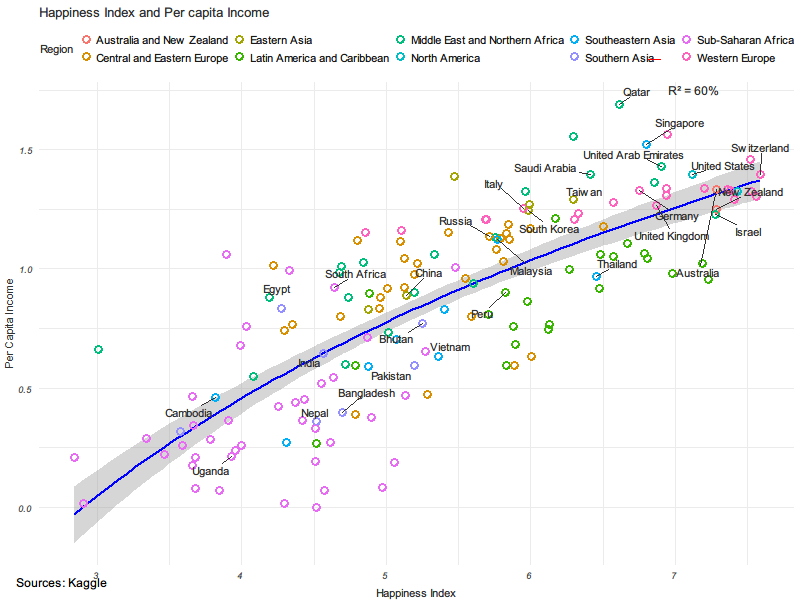 Happiness Index and Per capita Income
Region
Australia and New Zealand
Eastern Asia
Middle East and Northern Africa
Southeastern Asia
Sub-Saharan Africa
Central and Eastern Europe
Latin America and Caribbean
North America
Southern Asia
Western Europe
Qatar
R² = 60%
Singapore
1.5
United Arab Emirates
Switzerland
Saudi Arabia
United States
Italy
Taiwan
New Zealand
Russia
South Korea
Germany
Israel
United Kingdom
1.0
South Africa
China
Malaysia
Thailand
Australia
Egypt
Peru
Bhutan
Vietnam
India
Pakistan
0.5
Bangladesh
Cambodia
Nepal
Uganda
0.0
Per Capita Income
3
4
5
6
7
Sources: Kaggle
Happiness Index